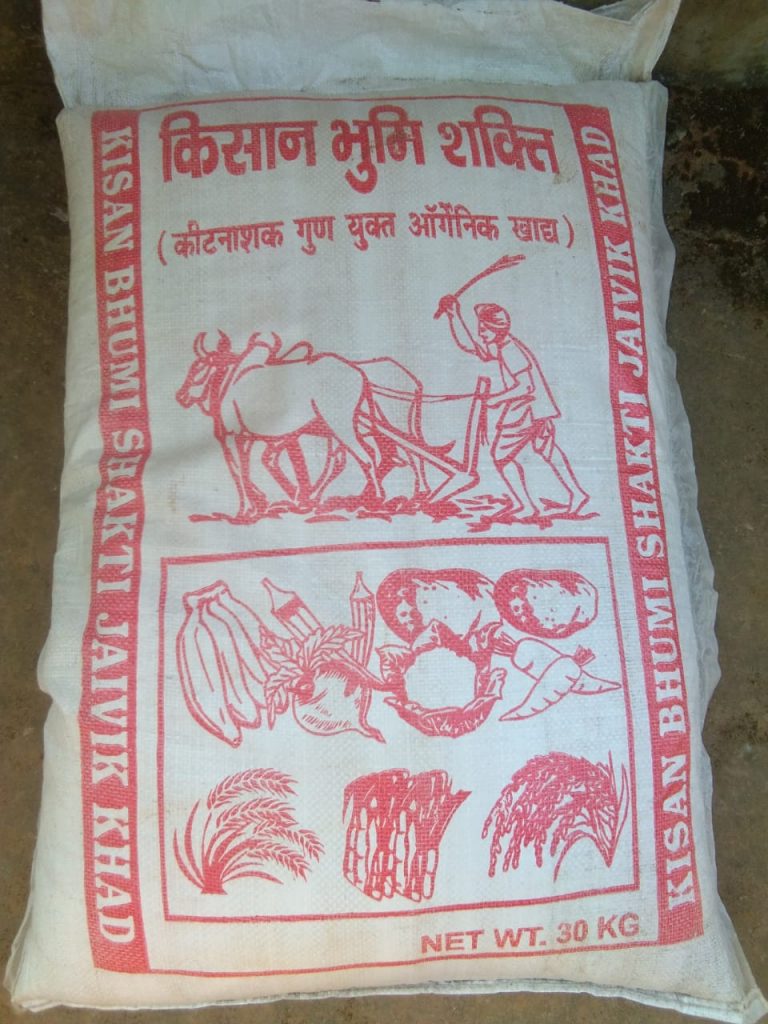 किसान भुमि शक्ति
(कीटनाशक गुण युक्त ऑर्गेनिक खाद्य)
KISAN BHUMI SHAKTI JAIVIK KHAD
KISAN BHUMI SHAKTI JAIVIK KHAD
NET WT. 30 KG